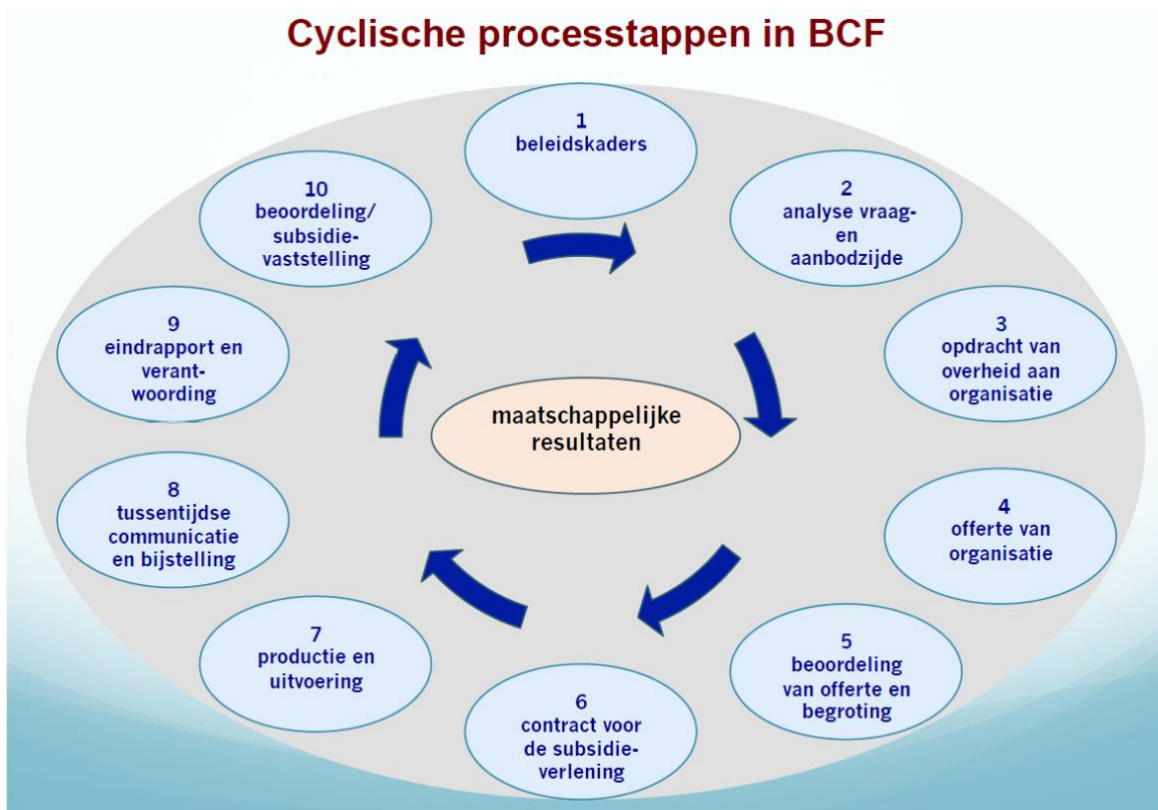 Cyclische processtappen in BCF
1
beleidskaders
2
analyse vraag-
en
aanbodzijde
3
opdracht van
overheid aan
organisatie
4
offerte van
organisatie
5
beoordeling
van offerte en
begroting
6
contract voor
de subsidie-
verlening
7
productie en
uitvoering
8
tussentijdse
communicatie
en bijstelling
9
eindrapport en
verant-
woording
10
beoordeling/
subsidie-
vaststelling
maatschappelijke
resultaten